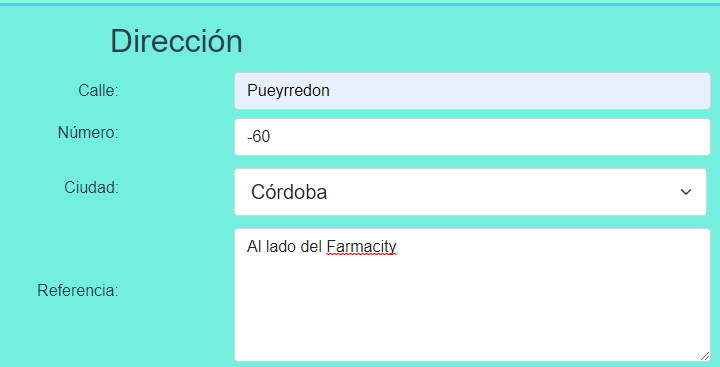 Dirección
Calle: Pueyrredon
Número: -60
Ciudad: Córdoba
Referencia: Al lado del Farmacity